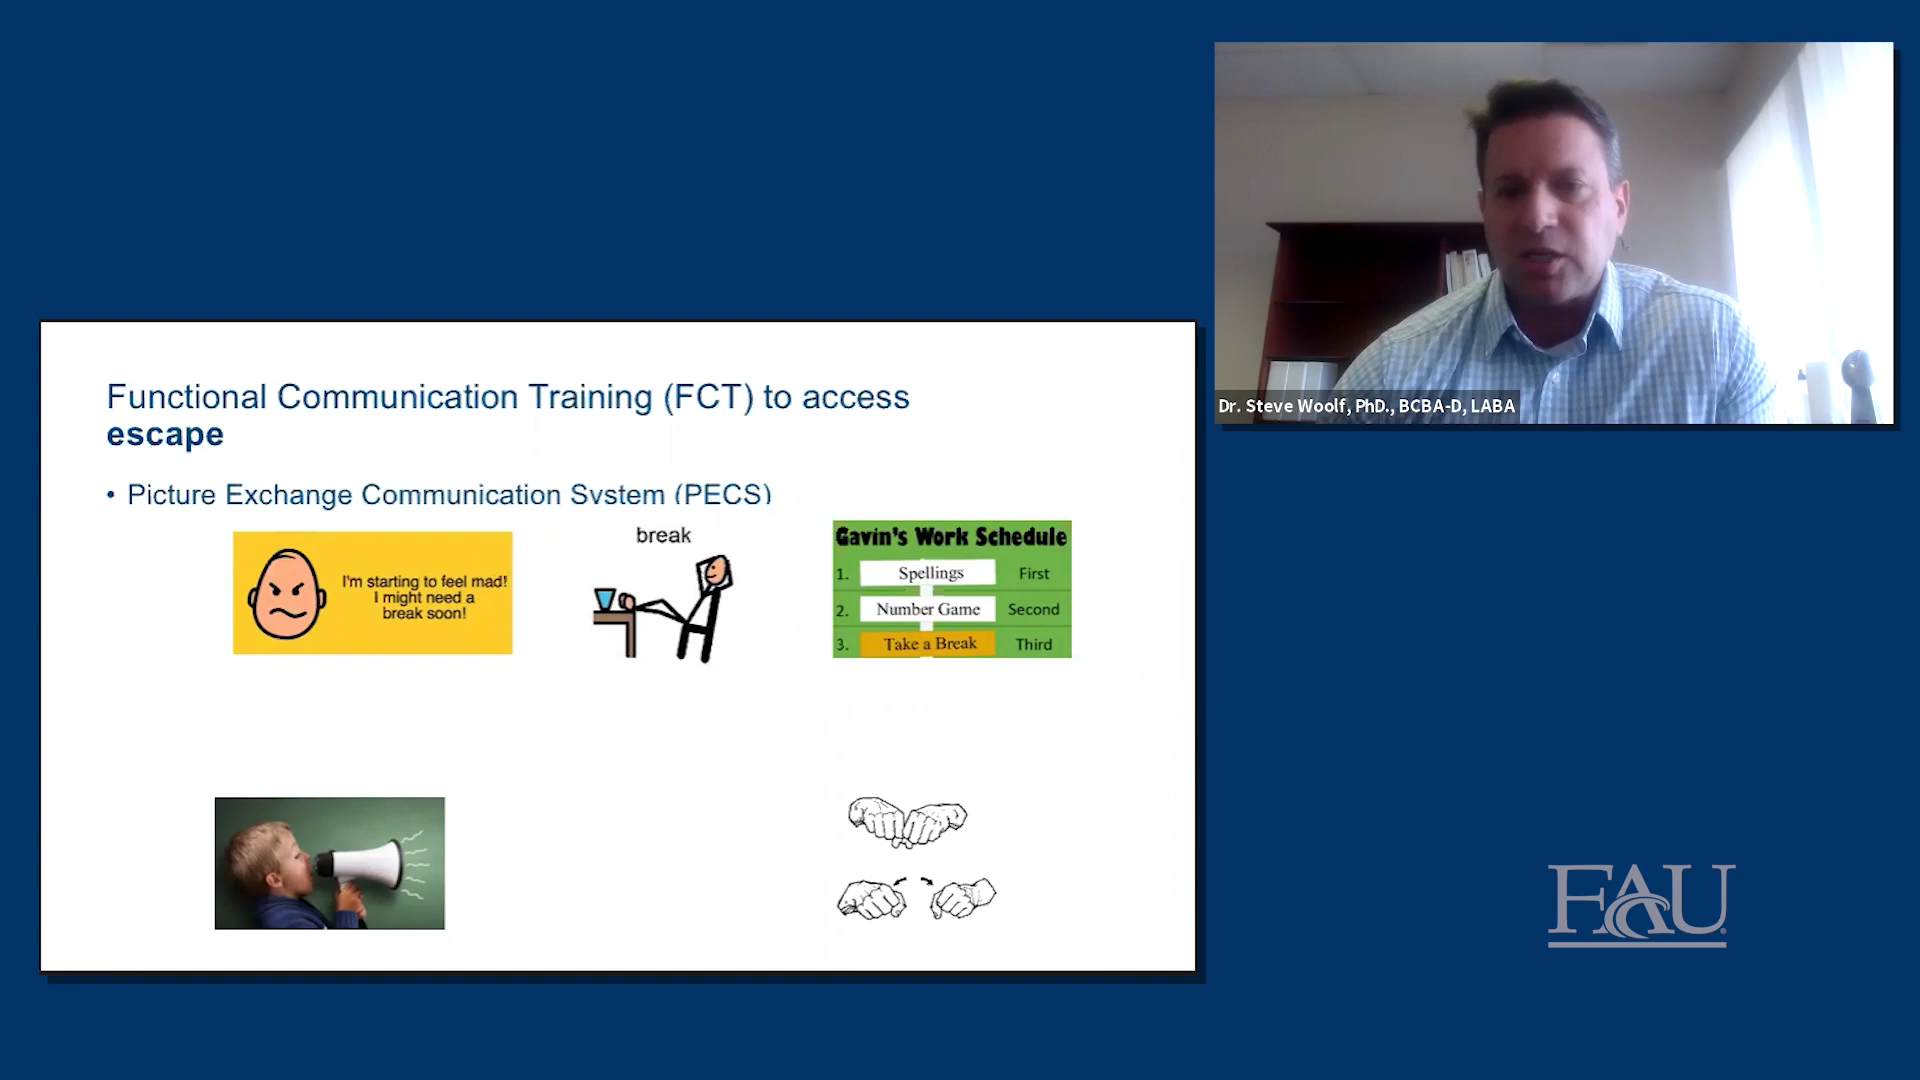 Functional Communication Training (FCT) to access
escape
• Picture Exchange Communication System (PECS)
I'm starting to feel mad!
I might need a
break soon!
break
Gavin's Work Schedule
1. Spellings First
2. Number Game Second
3. Take a Break Third
Dr. Steve Woolf, PhD., BCBA-D, LABA
FAU